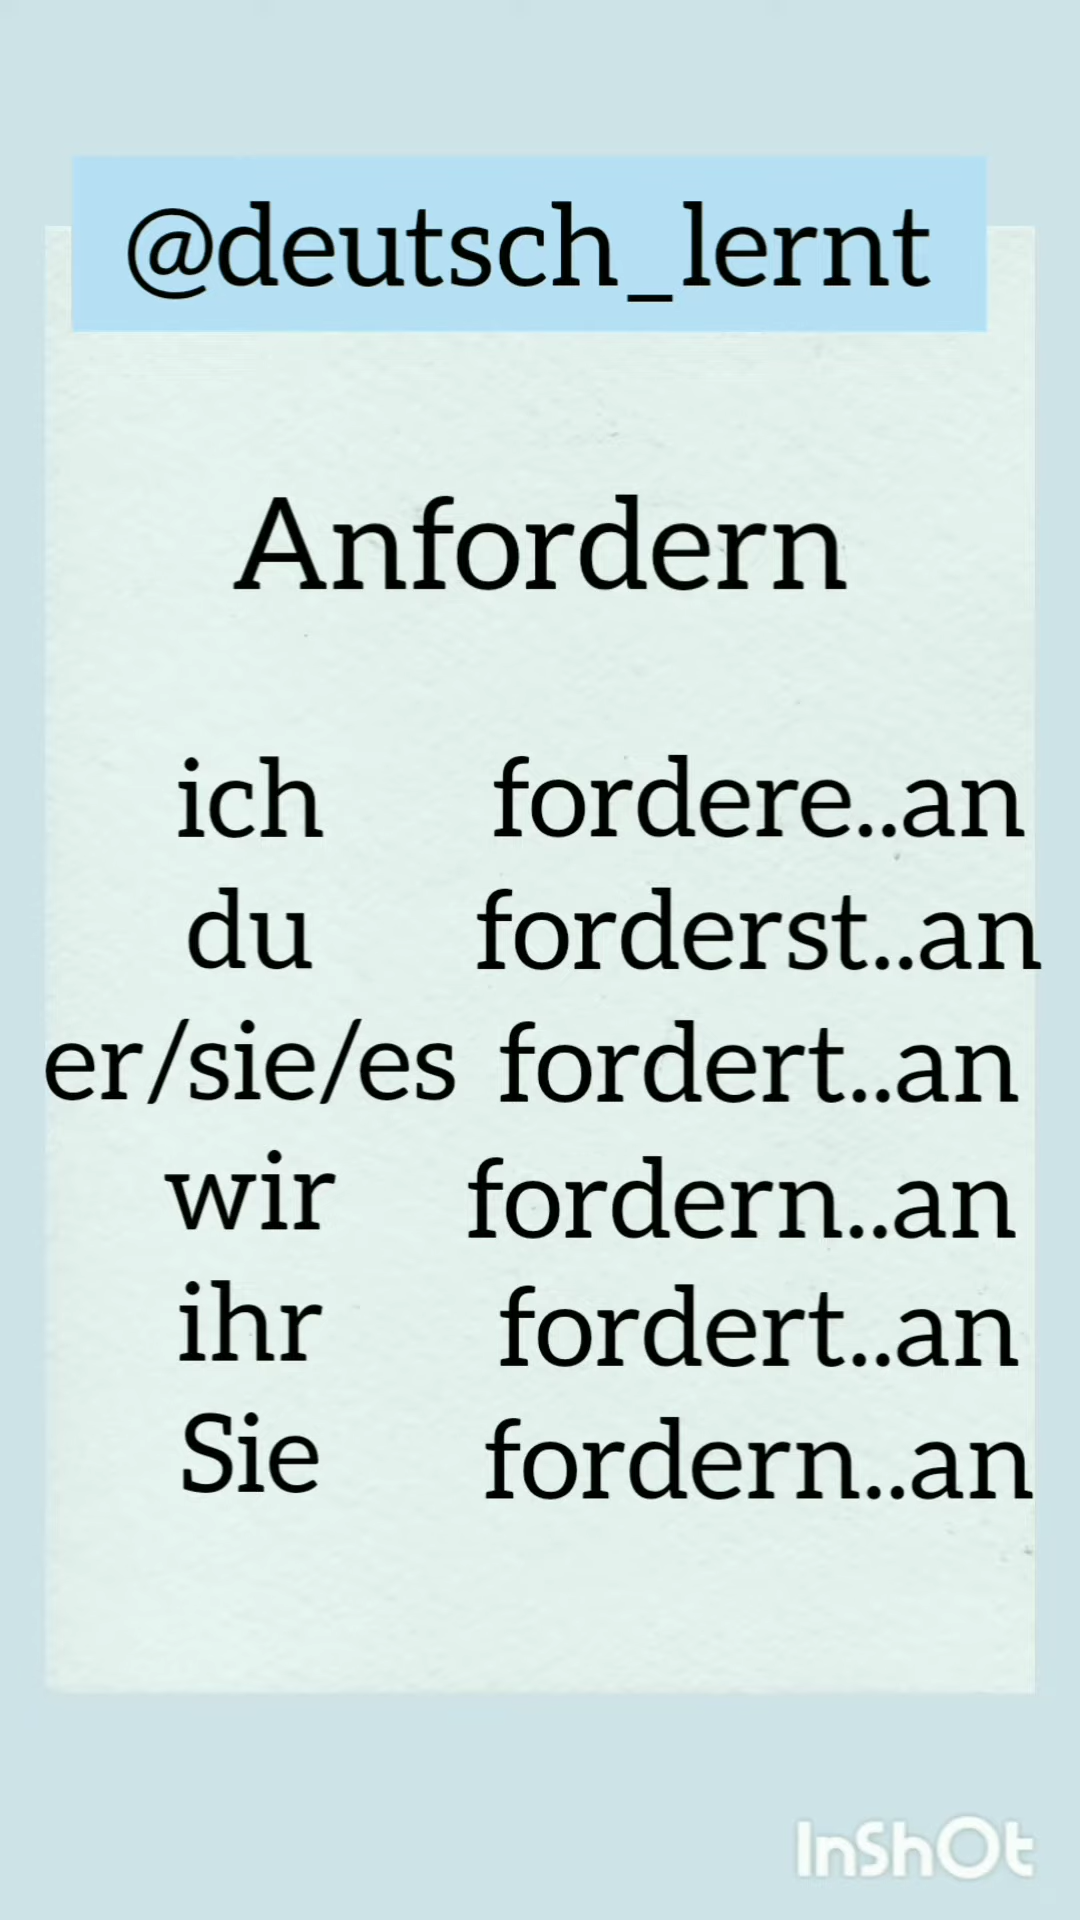 @deutsch_lernt
Anfordern
ich fordere..an
du forderst..an
er/sie/es fordert..an
wir fordern..an
ihr fordert..an
Sie fordern..an
InShOt